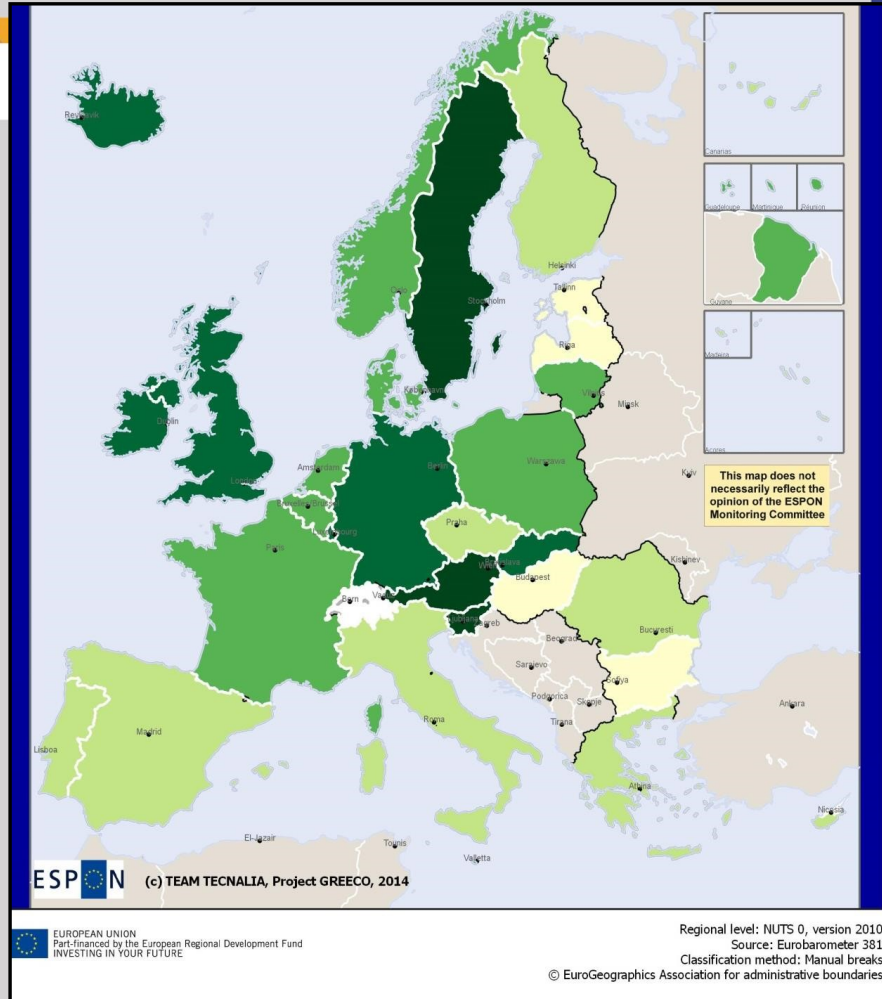 Reykjavik
Canarias
Guadeloupe
Martinique
Réunion
Guyane
Madeira
Acores
Oslo
Helsinki
Tallinn
Stockholm
Riga
Vilnius
Minsk
Dublin
London
Amsterdam
Berlin
Warszawa
Kyiv
This map does not
necessarily reflect the
opinion of the ESPON
Monitoring Committee
Paris
Praha
Kishinev
Bern
Budapest
Ljubljana
Bucuresti
Beograd
Sarajevo
Sofiya
Podgorica
Skopje
Tirana
Ankara
Madrid
Lisboa
Roma
Athina
Nicosia
El-Jazair
Tounis
Valletta
ESPON
(c) TEAM TECNALIA, Project GREECO, 2014
EUROPEAN UNION
Part-financed by the European Regional Development Fund
INVESTING IN YOUR FUTURE
Regional level: NUTS 0, version 2010
Source: Eurobarometer 381
Classification method: Manual breaks
© EuroGeographics Association for administrative boundaries